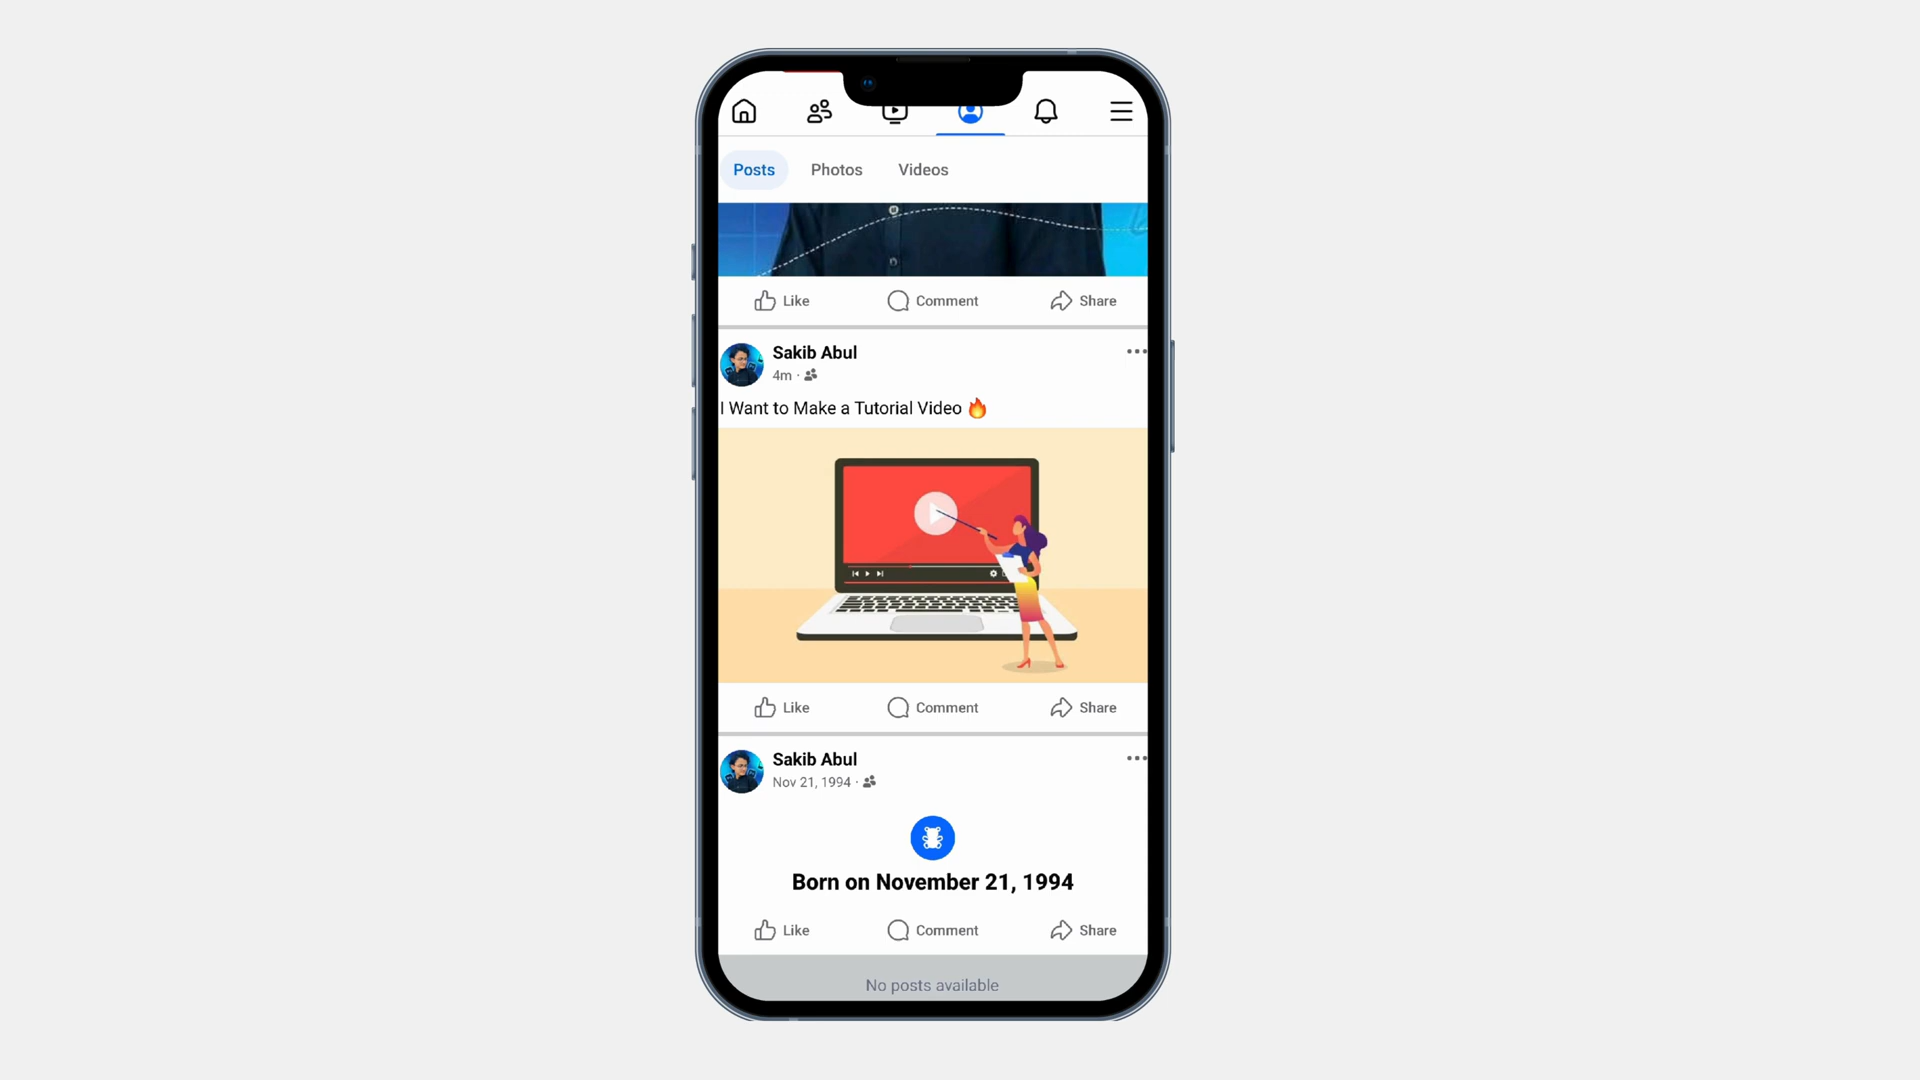 Posts Photos Videos
Like Comment Share
Sakib Abul
4m ·
I Want to Make a Tutorial Video 🔥
Like Comment Share
Sakib Abul
Nov 21, 1994 ·
Born on November 21, 1994
Like Comment Share
No posts available